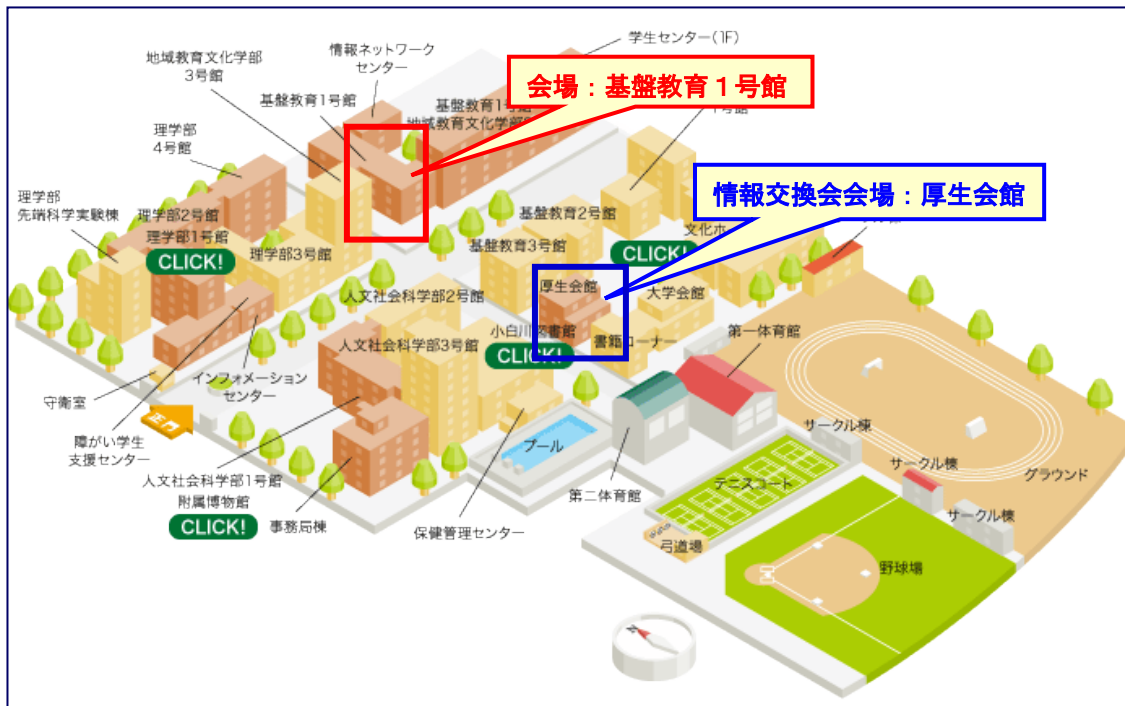 学生センター(1F)
情報ネットワーク
センター
地域教育文化学部
3号館
会場：基盤教育１号館
基盤教育1号館
基盤教育1号館
地域教育文化学部
1号館
理学部
4号館
情報交換会会場：厚生会館
理学部
先端科学実験棟
理学部2号館
基盤教育2号館
文化ホ
理学部1号館
CLICK!
理学部3号館
基盤教育3号館
CLICK!
厚生会館
大学会館
人文社会科学部2号館
小白川図書館
CLICK!
書籍コーナー
第一体育館
人文社会科学部3号館
インフォメーション
センター
守衛室
正門
障がい学生
支援センター
プール
サークル棟
サークル棟
グラウンド
テニスコート
第二体育館
人文社会科学部1号館
附属博物館
CLICK!
事務局棟
保健管理センター
サークル棟
弓道場
野球場
N